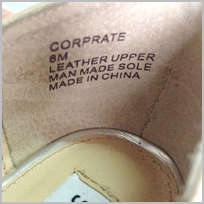 CORPRATE
6M
LEATHER UPPER
MAN MADE SOLE
MADE IN CHINA